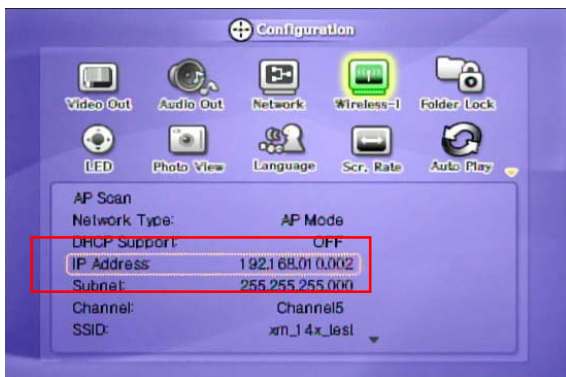 Configuration
Video Out Audio Out Network Wireless-1 Folder Lock
LED Photo View Language Scr. Rate Auto Play
AP Scan
Network Type: AP Mode
DHCP Support: OFF
IP Address: 192.168.010.002
Subnet: 255.255.255.000
Channel: Channel5
SSID: xm_14x_test